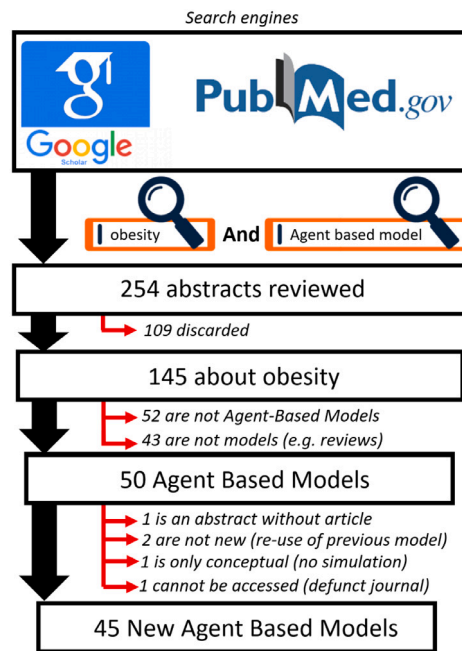 Search engines
g
Google
Scholar
PubMed.gov
obesity And Agent based model
254 abstracts reviewed
109 discarded
145 about obesity
52 are not Agent-Based Models
43 are not models (e.g. reviews)
50 Agent Based Models
1 is an abstract without article
2 are not new (re-use of previous model)
1 is only conceptual (no simulation)
1 cannot be accessed (defunct journal)
45 New Agent Based Models